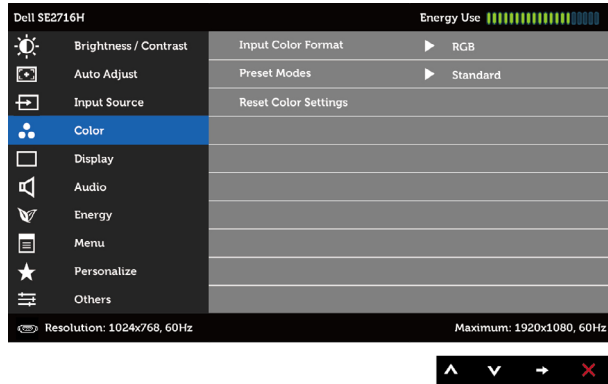 Dell SE2716H Energy Use
Brightness / Contrast Input Color Format RGB
Auto Adjust Preset Modes Standard
Input Source Reset Color Settings
Color
Display
Audio
Energy
Menu
Personalize
Others
Resolution: 1024x768, 60Hz Maximum: 1920x1080, 60Hz